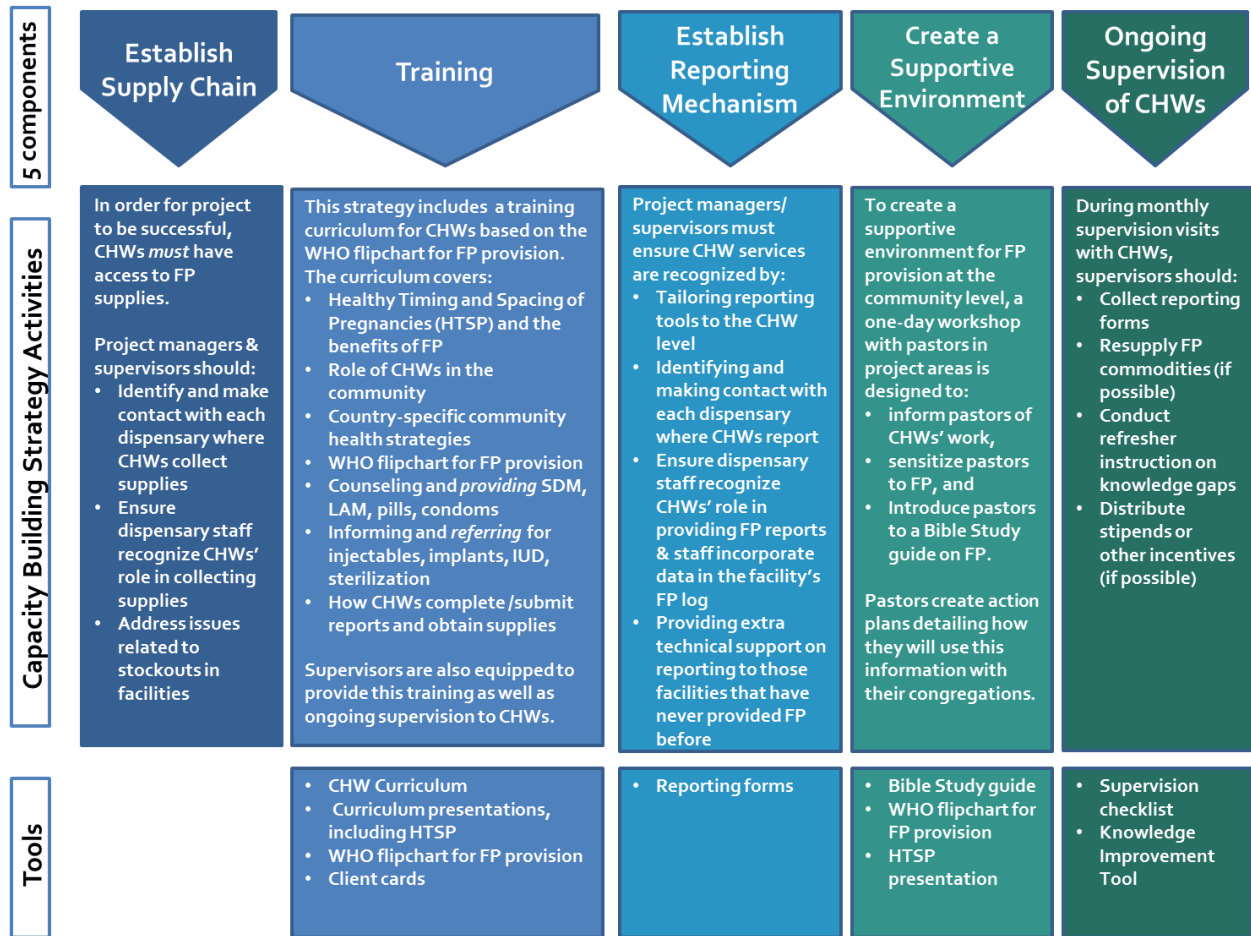 5 components
Establish
Supply Chain
Training
Establish
Reporting
Mechanism
Create a
Supportive
Environment
Ongoing
Supervision
of CHWs
Capacity Building Strategy Activities
In order for project
to be successful,
CHWs must have
access to FP
supplies.
Project managers &
supervisors should:
• Identify and make
contact with each
dispensary where
CHWs collect
supplies
• Ensure
dispensary staff
recognize CHWs'
role in collecting
supplies
• Address issues
related to
stockouts in
facilities
This strategy includes a training
curriculum for CHWs based on the
WHO flipchart for FP provision.
The curriculum covers:
• Healthy Timing and Spacing of
Pregnancies (HTSP) and the
benefits of FP
• Role of CHWs in the
community
• Country-specific community
health strategies
• WHO flipchart for FP provision
• Counseling and providing SDM,
LAM, pills, condoms
• Informing and referring for
injectables, implants, IUD,
sterilization
• How CHWs complete /submit
reports and obtain supplies
Supervisors are also equipped to
provide this training as well as
ongoing supervision to CHWs.
Project managers/
supervisors must
ensure CHW services
are recognized by:
• Tailoring reporting
tools to the CHW
level
• Identifying and
making contact with
each dispensary
where CHWs report
• Ensure dispensary
staff recognize
CHWs' role in
providing FP reports
& staff incorporate
data in the facility's
FP log
• Providing extra
technical support on
reporting to those
facilities that have
never provided FP
before
To create a
supportive
environment for FP
provision at the
community level, a
one-day workshop
with pastors in
project areas is
designed to:
• inform pastors of
CHWs' work,
• sensitize pastors
to FP, and
• Introduce pastors
to a Bible Study
guide on FP.
Pastors create action
plans detailing how
they will use this
information with
their congregations.
During monthly
supervision visits
with CHWs,
supervisors should:
• Collect reporting
forms
• Resupply FP
commodities (if
possible)
• Conduct
refresher
instruction on
knowledge gaps
• Distribute
stipends or
other incentives
(if possible)
Tools
• CHW Curriculum
• Curriculum presentations,
including HTSP
• WHO flipchart for FP provision
• Client cards
• Reporting forms
• Bible Study guide
• WHO flipchart for
FP provision
• HTSP
presentation
• Supervision
checklist
• Knowledge
Improvement
Tool